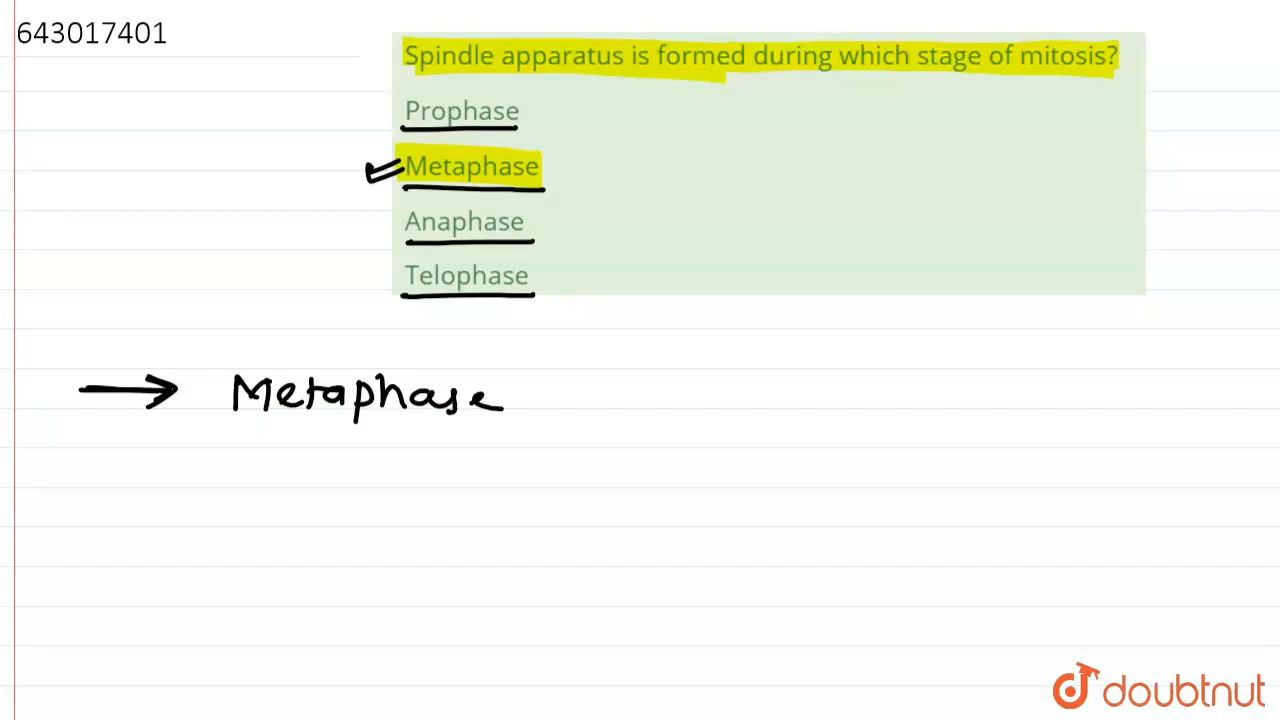 643017401
Spindle apparatus is formed during which stage of mitosis?
Prophase
Metaphase
Anaphase
Telophase
Metaphase
doubtnut